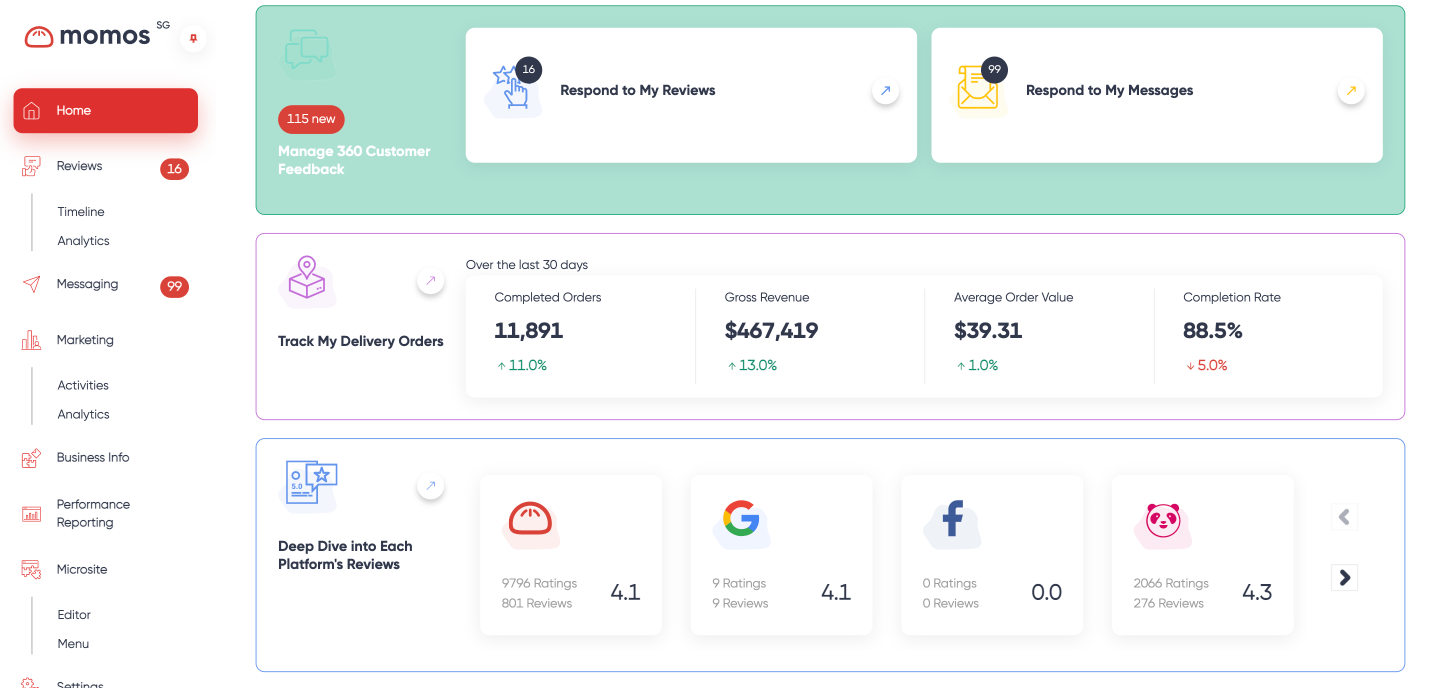 momos SG
Home
Reviews
16
Timeline
Analytics
Messaging
99
Marketing
Activities
Analytics
Business Info
Performance
Reporting
Microsite
Editor
Menu
Settings
115 new
Manage 360 Customer
Feedback
16
Respond to My Reviews
99
Respond to My Messages
Track My Delivery Orders
Over the last 30 days
Completed Orders
11,891
↑ 11.0%
Gross Revenue
$467,419
↑ 13.0%
Average Order Value
$39.31
↑ 1.0%
Completion Rate
88.5%
↓ 5.0%
5.0
Deep Dive into Each
Platform's Reviews
9796 Ratings
801 Reviews
4.1
9 Ratings
9 Reviews
4.1
0 Ratings
0 Reviews
0.0
2066 Ratings
276 Reviews
4.3